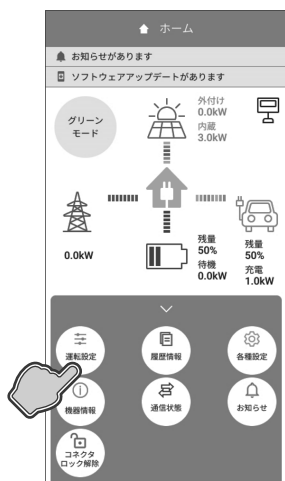 ホーム
お知らせがあります
ソフトウェアアップデートがあります
グリーン
モード
外付け
0.0kW
内蔵
3.0kW
0.0kW
残量
50%
待機
0.0kW
残量
50%
充電
1.0kW
運転設定
履歴情報
各種設定
機器情報
通信状態
お知らせ
コネクタ
ロック解除